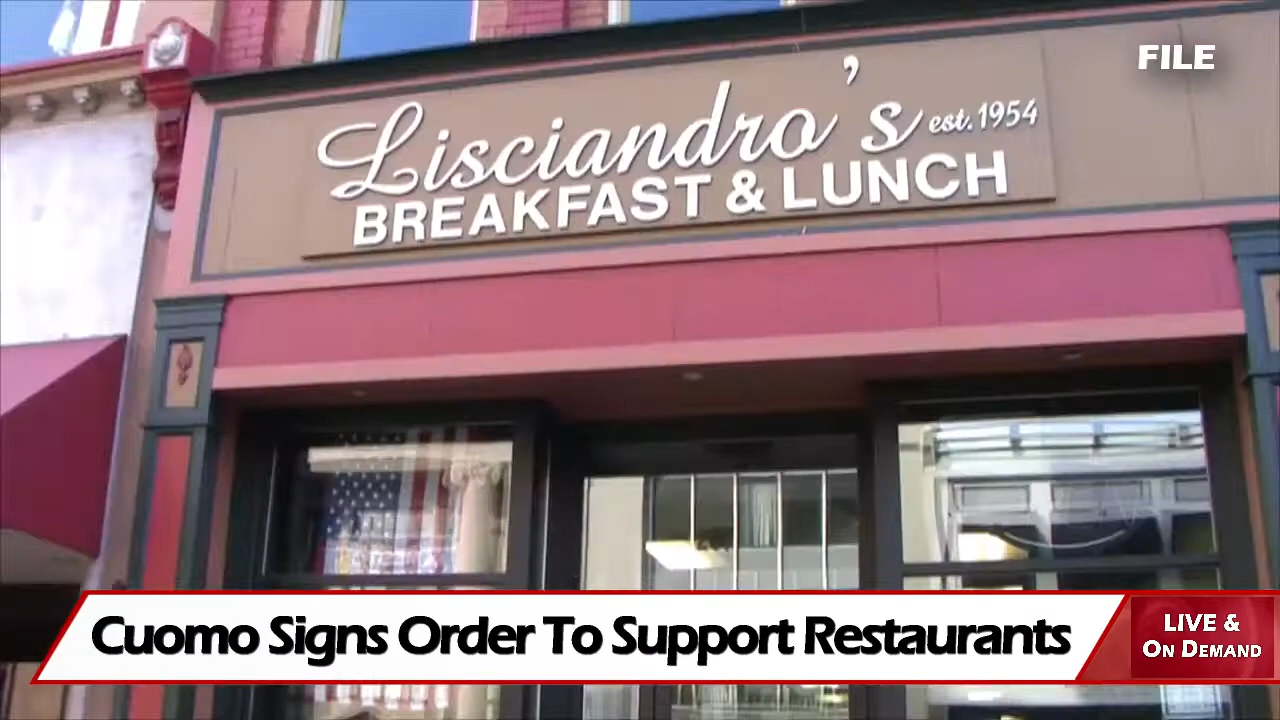 FILE
Lisciandro's est. 1954
BREAKFAST & LUNCH
Cuomo Signs Order To Support Restaurants
LIVE &
ON DEMAND